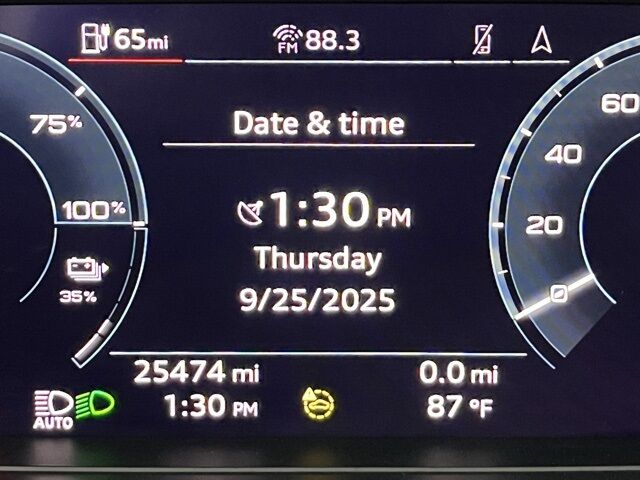 65mi
FM 88.3
Date & time
75%
100%
35%
1:30 PM
Thursday
9/25/2025
60
40
20
0
25474 mi
0.0 mi
AUTO
1:30 PM
87 °F